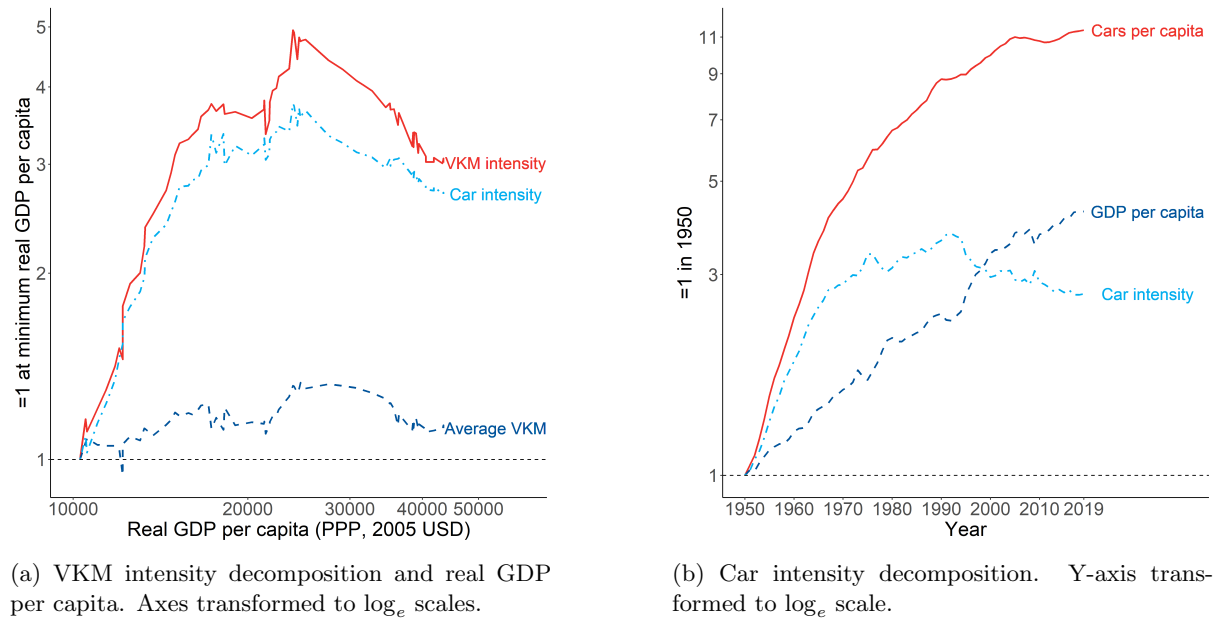 =1 at minimum real GDP per capita
5
4
3
2
1
VKM intensity
Car intensity
Average VKM
10000 20000 30000 40000 50000
Real GDP per capita (PPP, 2005 USD)
(a) VKM intensity decomposition and real GDP
per capita. Axes transformed to logₑ scales.
=1 in 1950
11
9
7
5
3
1
Cars per capita
GDP per capita
Car intensity
1950 1960 1970 1980 1990 2000 2010 2019
Year
(b) Car intensity decomposition. Y-axis trans-
formed to logₑ scale.